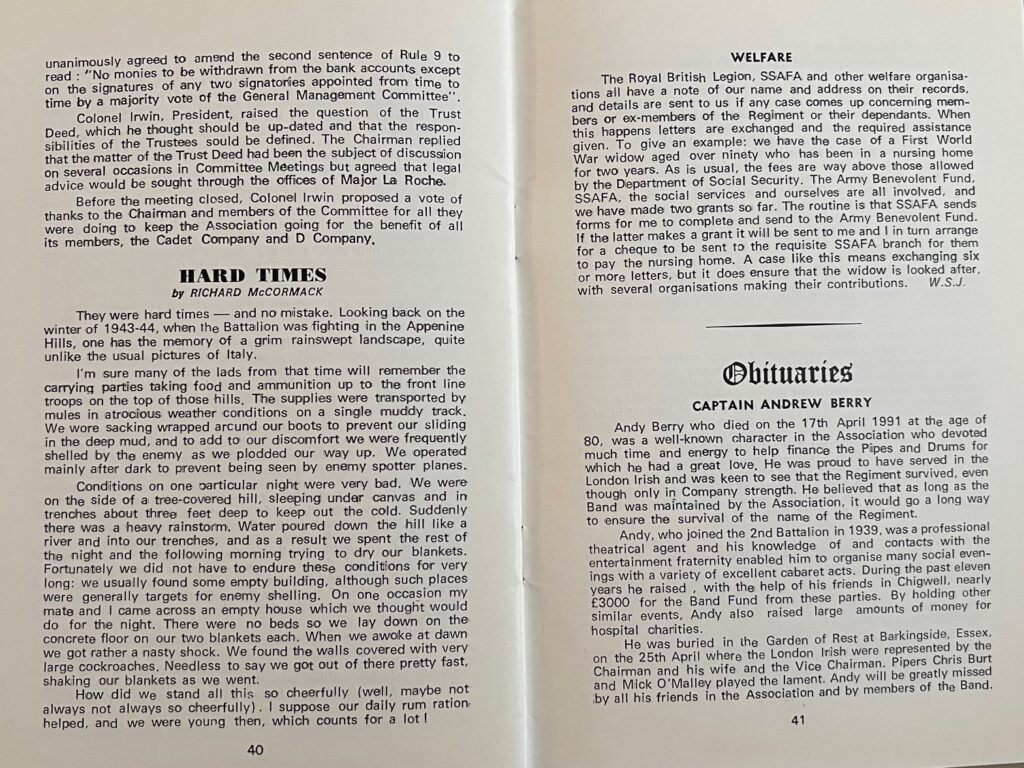 unanimously agreed to amend the second sentence of Rule 9 to
read : "No monies to be withdrawn from the bank accounts except
on the signatures of any two signatories appointed from time to
time by a majority vote of the General Management Committee".
Colonel Irwin, President, raised the question of the Trust
Deed, which he thought should be up-dated and that the respon-
sibilities of the Trustees sould be defined. The Chairman replied
that the matter of the Trust Deed had been the subject of discussion
on several occasions in Committee Meetings but agreed that legal
advice would be sought through the offices of Major La Roche.
Before the meeting closed, Colonel Irwin proposed a vote of
thanks to the Chairman and members of the Committee for all they
were doing to keep the Association going for the benefit of all
its members, the Cadet Company and D Company.
HARD TIMES
by RICHARD McCORMACK
They were hard times — and no mistake. Looking back on the
winter of 1943-44, when the Battalion was fighting in the Appenine
Hills, one has the memory of a grim rainswept landscape, quite
unlike the usual pictures of Italy.
I'm sure many of the lads from that time will remember the
carrying parties taking food and ammunition up to the front line
troops on the top of those hills. The supplies were transported by
mules in atrocious weather conditions on a single muddy track.
We wore sacking wrapped around our boots to prevent our sliding
in the deep mud, and to add to our discomfort we were frequently
shelled by the enemy as we plodded our way up. We operated
mainly after dark to prevent being seen by enemy spotter planes.
Conditions on one particular night were very bad. We were
on the side of a tree-covered hill, sleeping under canvas and in
trenches about three feet deep to keep out the cold. Suddenly
there was a heavy rainstorm. Water poured down the hill like a
river and into our trenches, and as a result we spent the rest of
the night and the following morning trying to dry our blankets.
Fortunately we did not have to endure these conditions for very
long: we usually found some empty building, although such places
were generally targets for enemy shelling. On one occasion my
mate and I came across an empty house which we thought would
do for the night. There were no beds so we lay down on the
concrete floor on our two blankets each. When we awoke at dawn
we got rather a nasty shock. We found the walls covered with very
large cockroaches. Needless to say we got out of there pretty fast,
shaking our blankets as we went.
How did we stand all this so cheerfully (well, maybe not
always not always so cheerfully). I suppose our daily rum ration
helped, and we were young then, which counts for a lot !
40
WELFARE
The Royal British Legion, SSAFA and other welfare organisa-
tions all have a note of our name and address on their records,
and details are sent to us if any case comes up concerning mem-
bers or ex-members of the Regiment or their dependants. When
this happens letters are exchanged and the required assistance
given. To give an example: we have the case of a First World
War widow aged over ninety who has been in a nursing home
for two years. As is usual, the fees are way above those allowed
by the Department of Social Security. The Army Benevolent Fund,
SSAFA, the social services and ourselves are all involved, and
we have made two grants so far. The routine is that SSAFA sends
forms for me to complete and send to the Army Benevolent Fund.
If the latter makes a grant it will be sent to me and I in turn arrange
for a cheque to be sent to the requisite SSAFA branch for them
to pay the nursing home. A case like this means exchanging six
or more letters, but it does ensure that the widow is looked after,
with several organisations making their contributions. W.S.J.
Obituaries
CAPTAIN ANDREW BERRY
Andy Berry who died on the 17th April 1991 at the age of
80, was a well-known character in the Association who devoted
much time and energy to help finance the Pipes and Drums for
which he had a great love. He was proud to have served in the
London Irish and was keen to see that the Regiment survived, even
though only in Company strength. He believed that as long as the
Band was maintained by the Association, it would go a long way
to ensure the survival of the name of the Regiment.
Andy, who joined the 2nd Battalion in 1939, was a professional
theatrical agent and his knowledge of and contacts with the
entertainment fraternity enabled him to organise many social even-
ings with a variety of excellent cabaret acts. During the past eleven
years he raised , with the help of his friends in Chigwell, nearly
£3000 for the Band Fund from these parties. By holding other
similar events, Andy also raised large amounts of money for
hospital charities.
He was buried in the Garden of Rest at Barkingside, Essex,
on the 25th April where the London Irish were represented by the
Chairman and his wife and the Vice Chairman. Pipers Chris Burt
and Mick O'Malley played the lament. Andy will be greatly missed
by all his friends in the Association and by members of the Band.
41